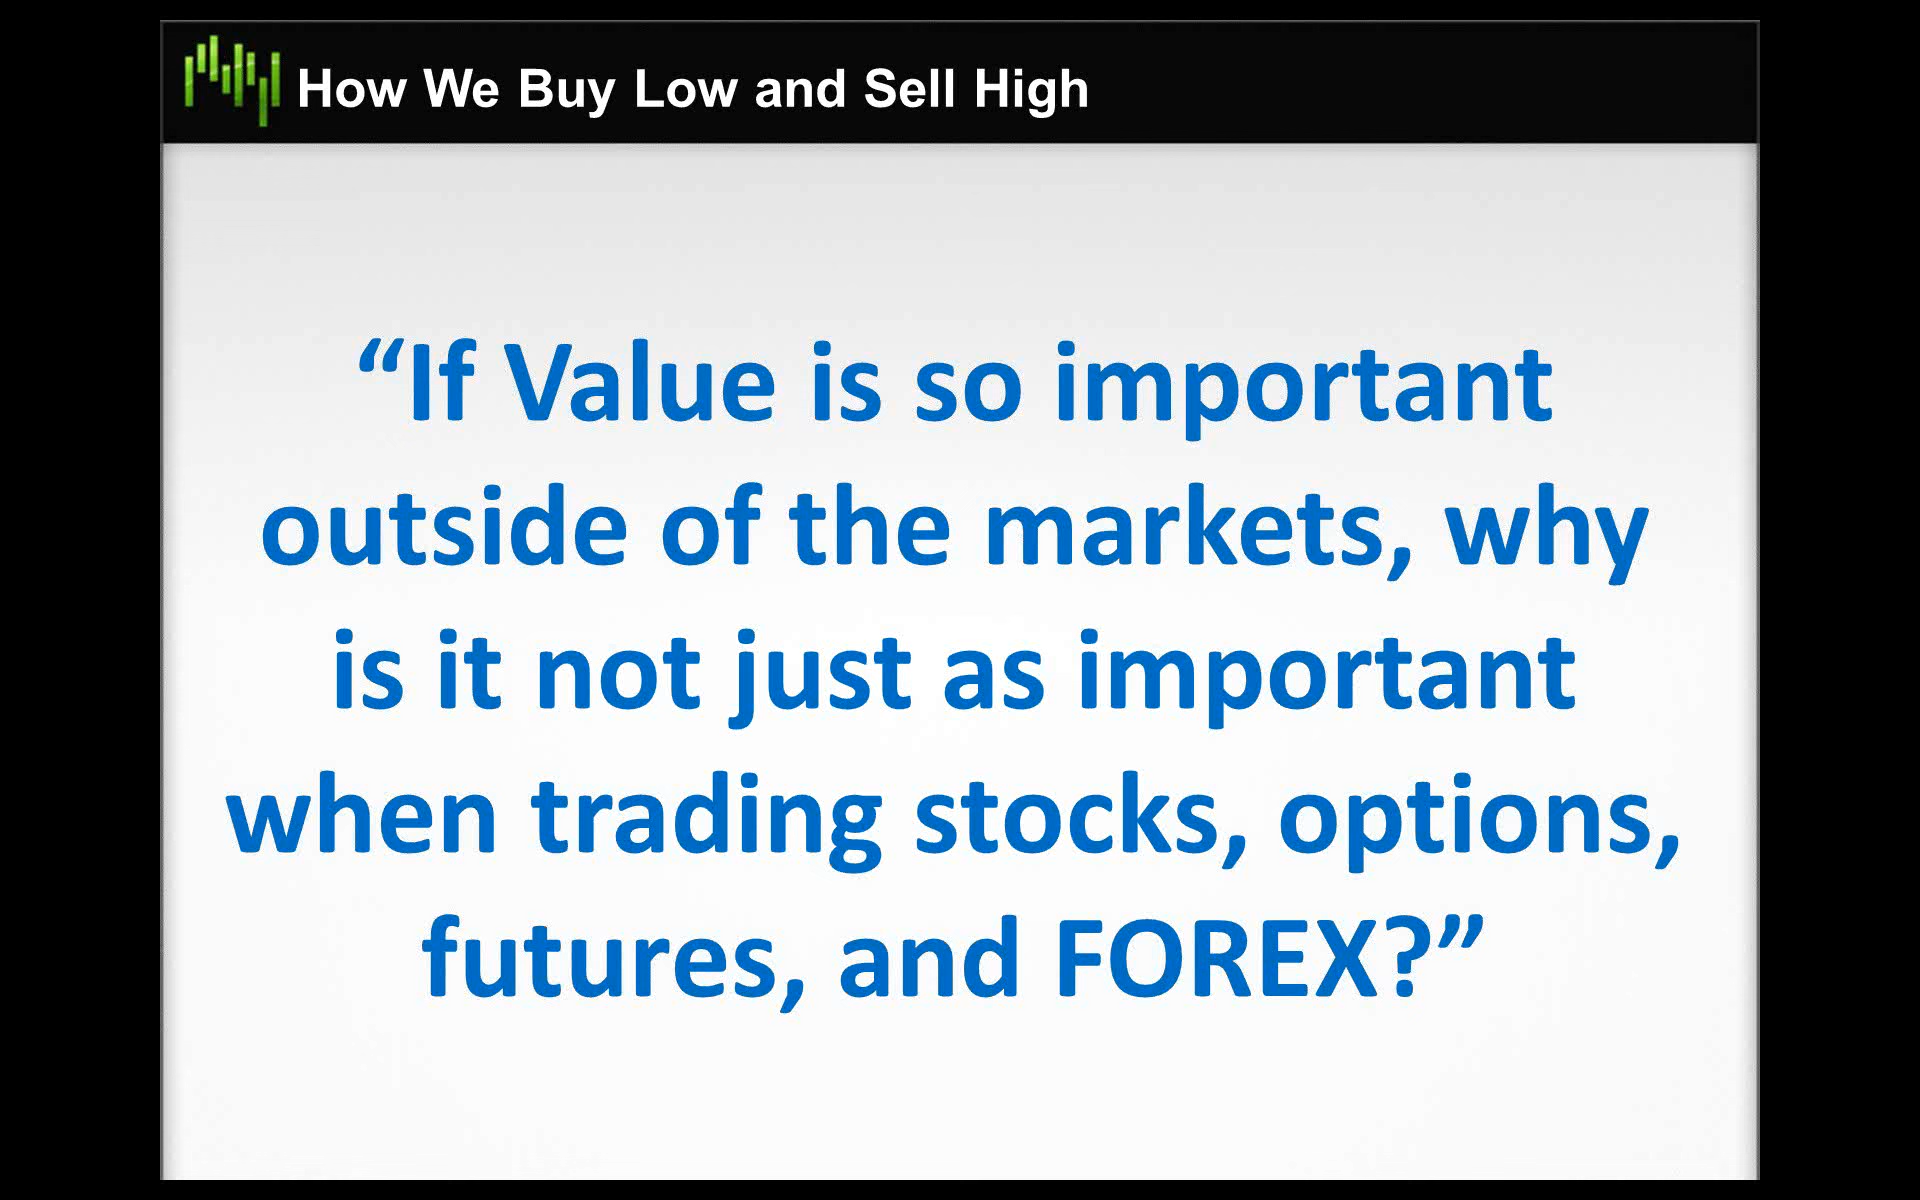 How We Buy Low and Sell High
“If Value is so important
outside of the markets, why
is it not just as important
when trading stocks, options,
futures, and FOREX?”